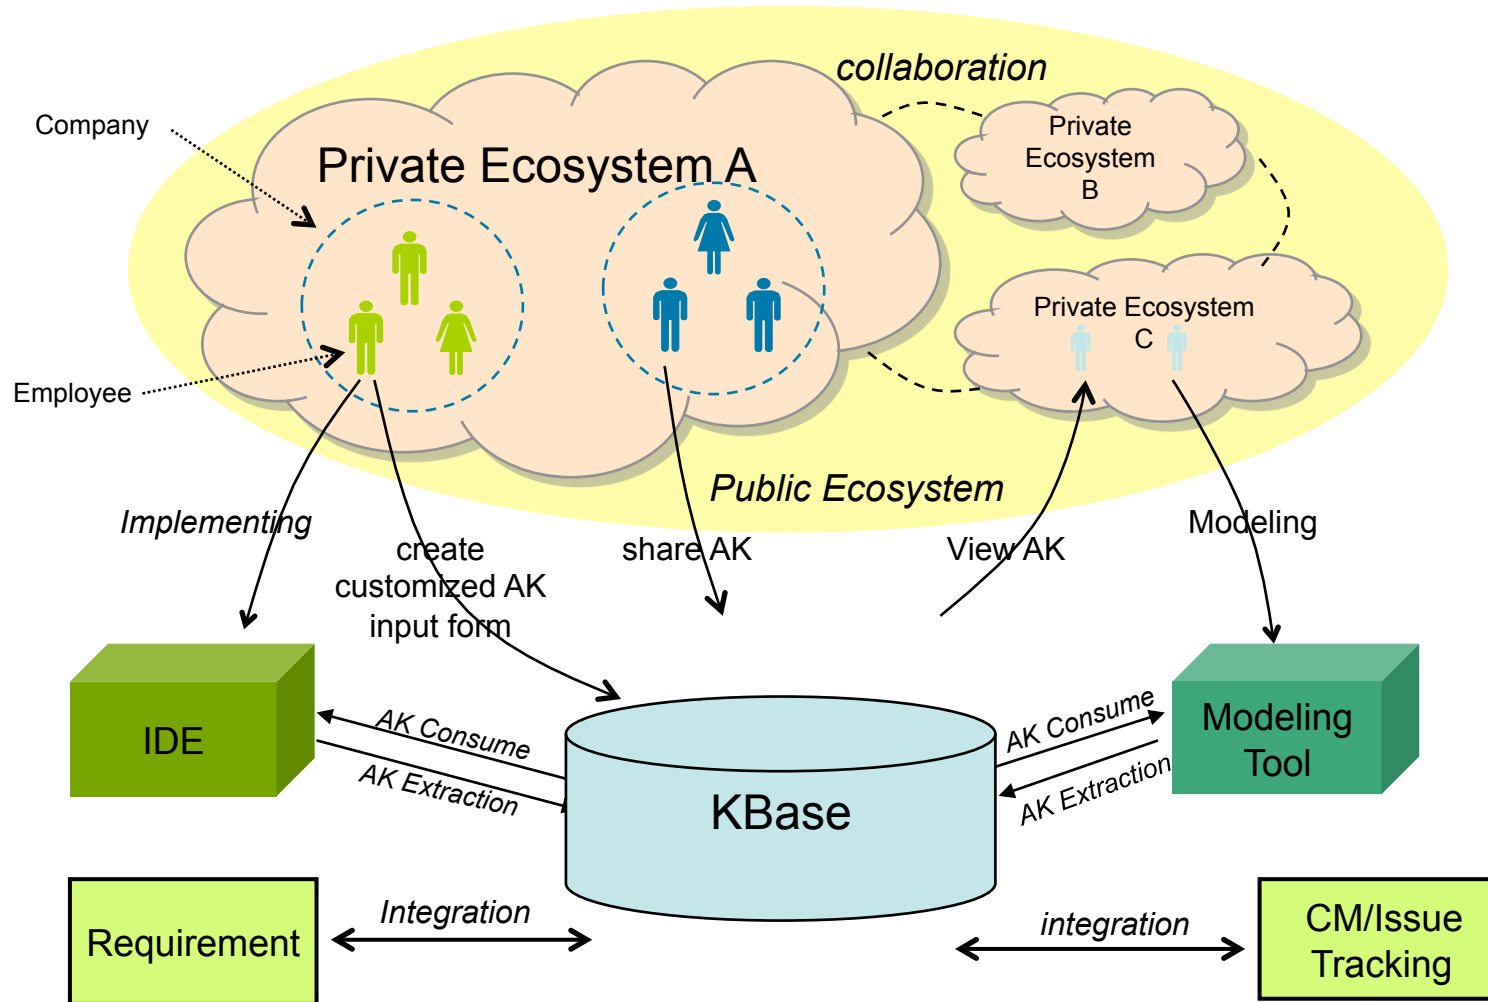 collaboration
Company
Private Ecosystem A
Private
Ecosystem
B
Private Ecosystem
C
Employee
Public Ecosystem
Implementing
create
customized AK
input form
share AK
View AK
Modeling
IDE
AK Consume
AK Extraction
KBase
AK Consume
AK Extraction
Modeling
Tool
Requirement
Integration
integration
CM/Issue
Tracking